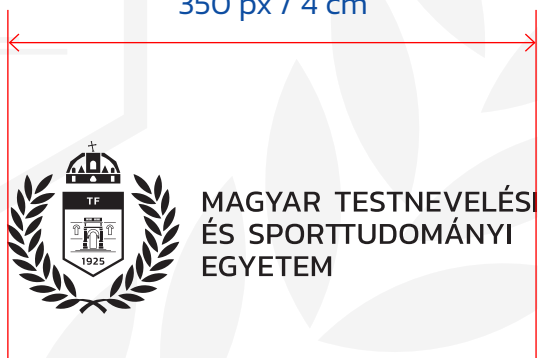 350 px / 4 cm
TF
1925
MAGYAR TESTNEVELÉSI
ÉS SPORTTUDOMÁNYI
EGYETEM